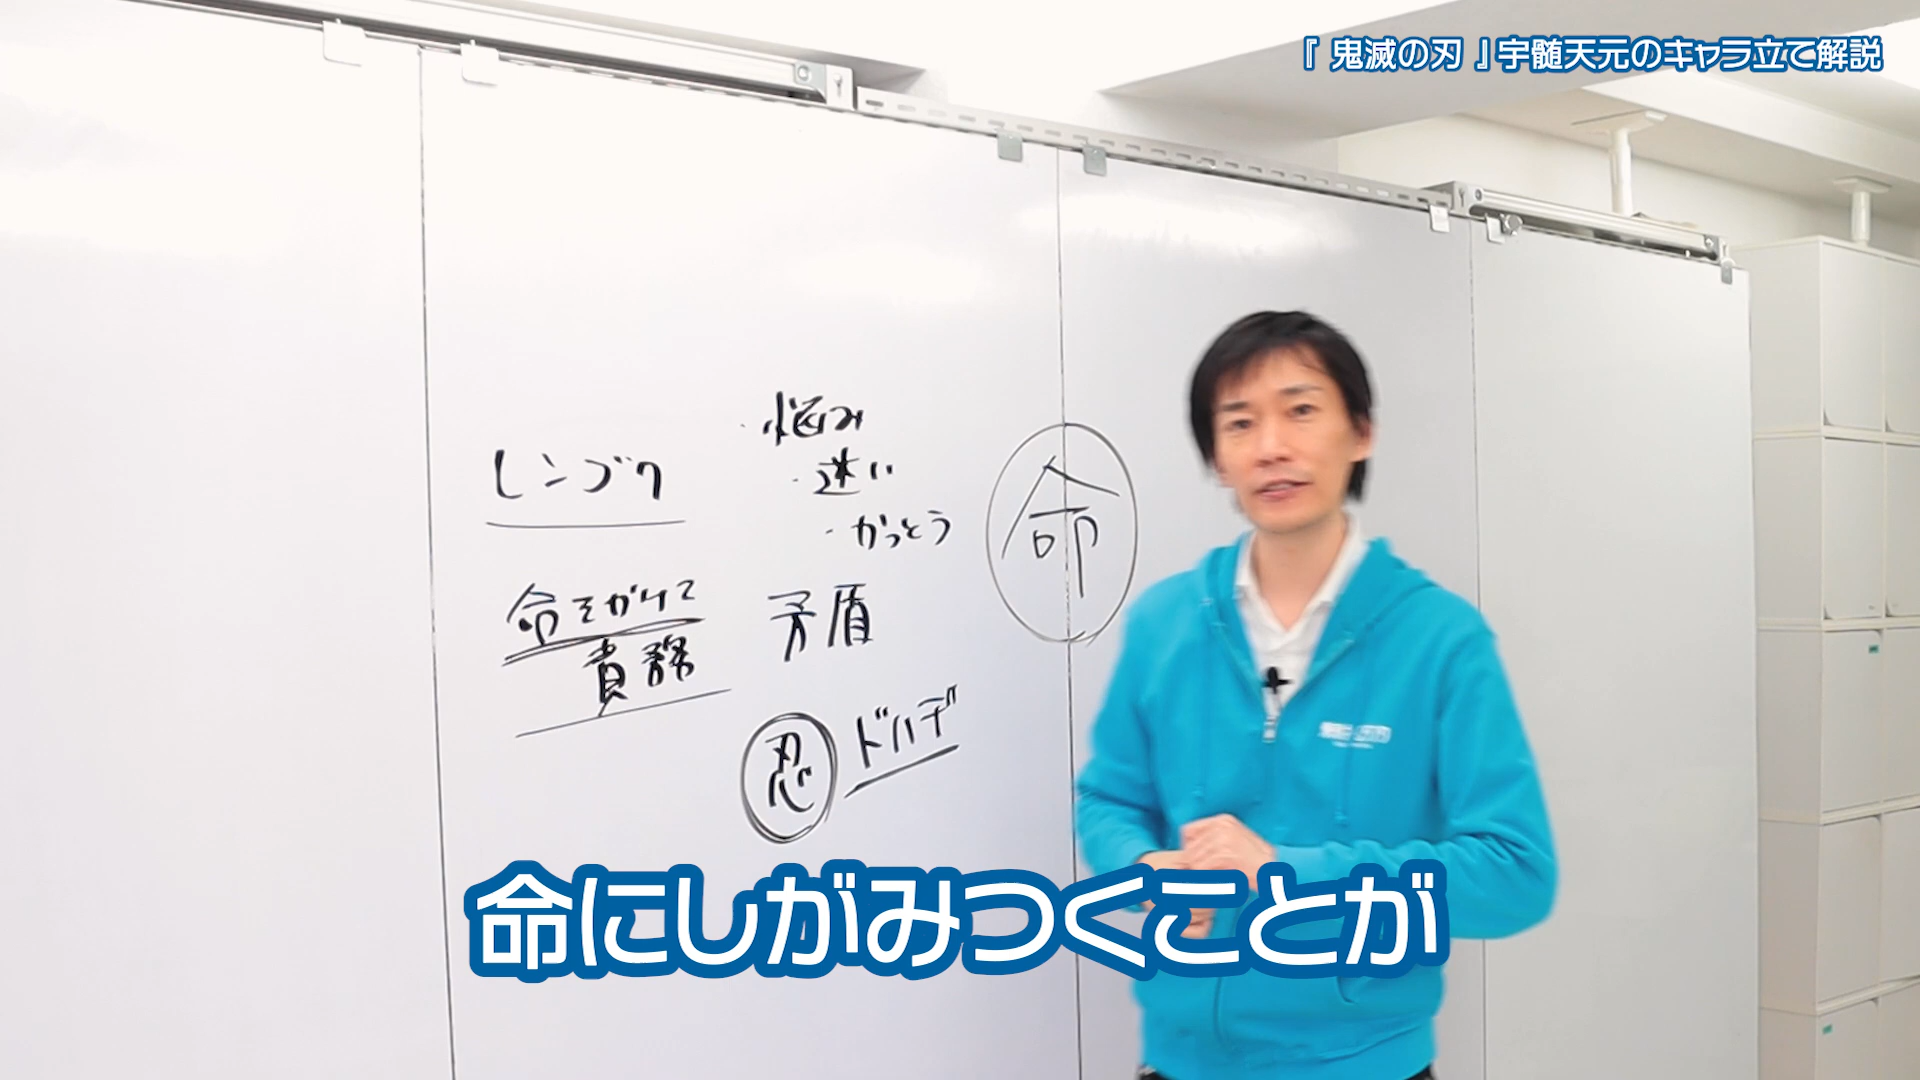 『 鬼滅の刃 』宇髄天元のキャラ立て解説
レンゴク
・悩み
・迷い
・かっとう
命
命をかけて
責務
矛盾
忍
ドハデ
命にしがみつくことが